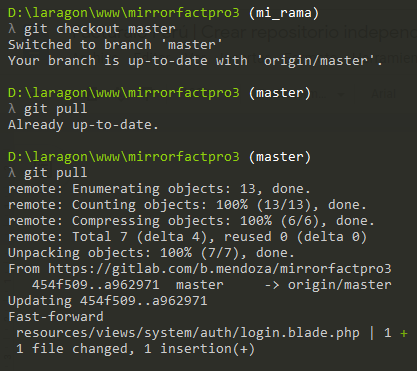 D:\laragon\www\mirrorfactpro3 (mi_rama)
λ git checkout master
Switched to branch 'master'
Your branch is up-to-date with 'origin/master'.
D:\laragon\www\mirrorfactpro3 (master)
λ git pull
Already up-to-date.
D:\laragon\www\mirrorfactpro3 (master)
λ git pull
remote: Enumerating objects: 13, done.
remote: Counting objects: 100% (13/13), done.
remote: Compressing objects: 100% (6/6), done.
remote: Total 7 (delta 4), reused 0 (delta 0)
Unpacking objects: 100% (7/7), done.
From https://gitlab.com/b.mendoza/mirrorfactpro3
   454f509..a962971  master     -> origin/master
Updating 454f509..a962971
Fast-forward
 resources/views/system/auth/login.blade.php | 1 +
 1 file changed, 1 insertion(+)